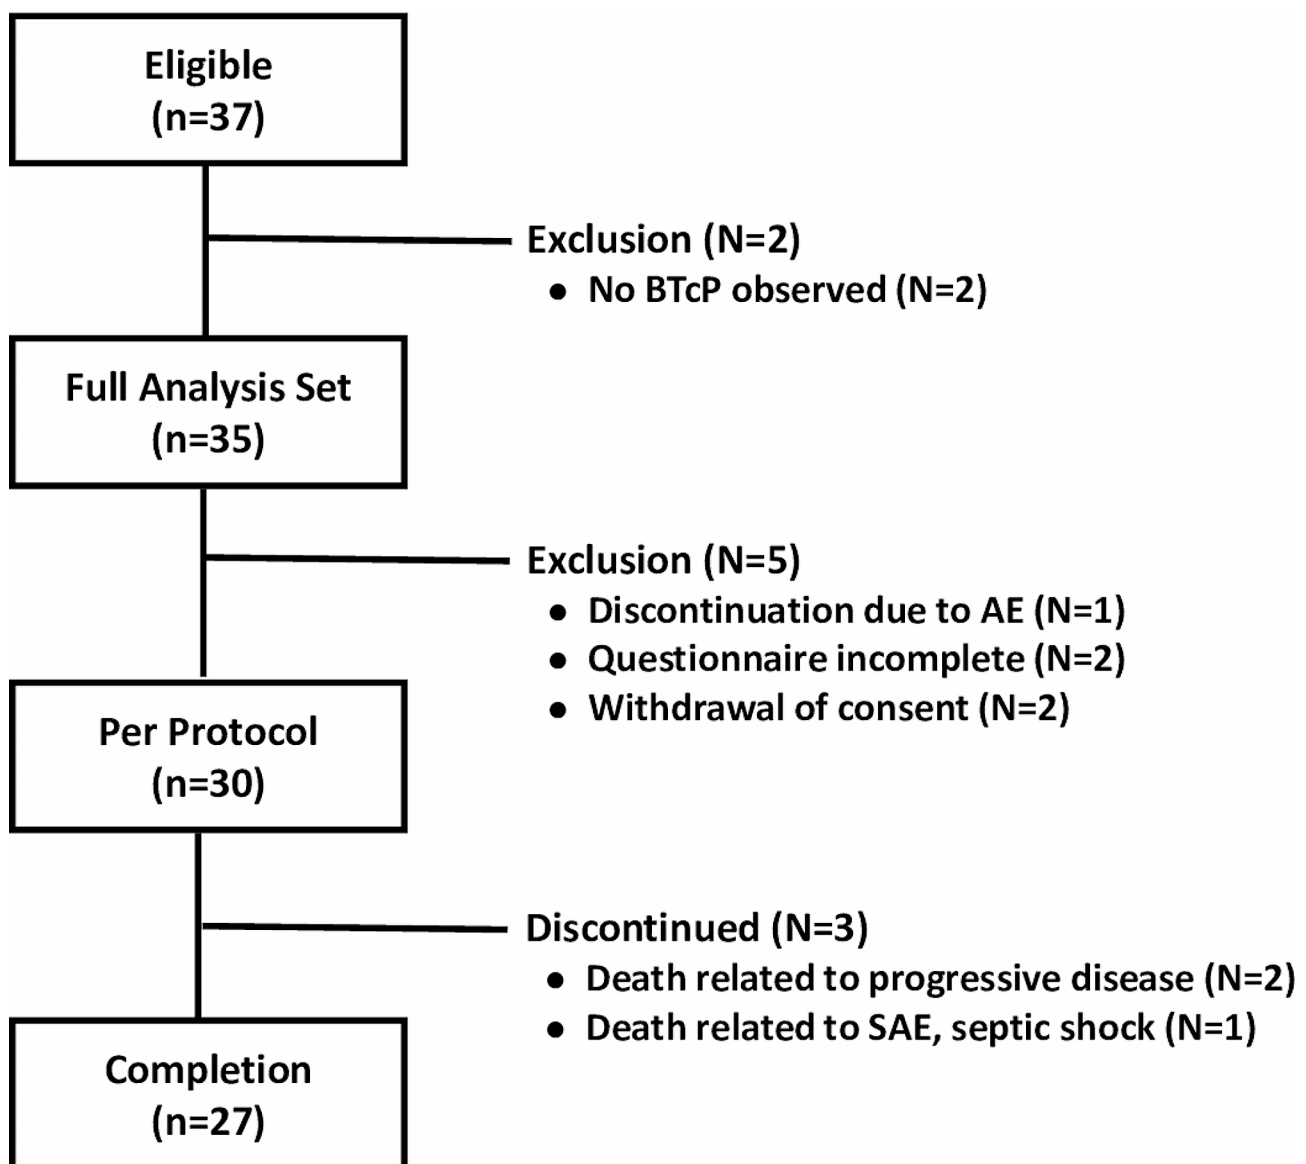 Eligible
(n=37)
Exclusion (N=2)
● No BTcP observed (N=2)
Full Analysis Set
(n=35)
Exclusion (N=5)
● Discontinuation due to AE (N=1)
● Questionnaire incomplete (N=2)
● Withdrawal of consent (N=2)
Per Protocol
(n=30)
Discontinued (N=3)
● Death related to progressive disease (N=2)
● Death related to SAE, septic shock (N=1)
Completion
(n=27)